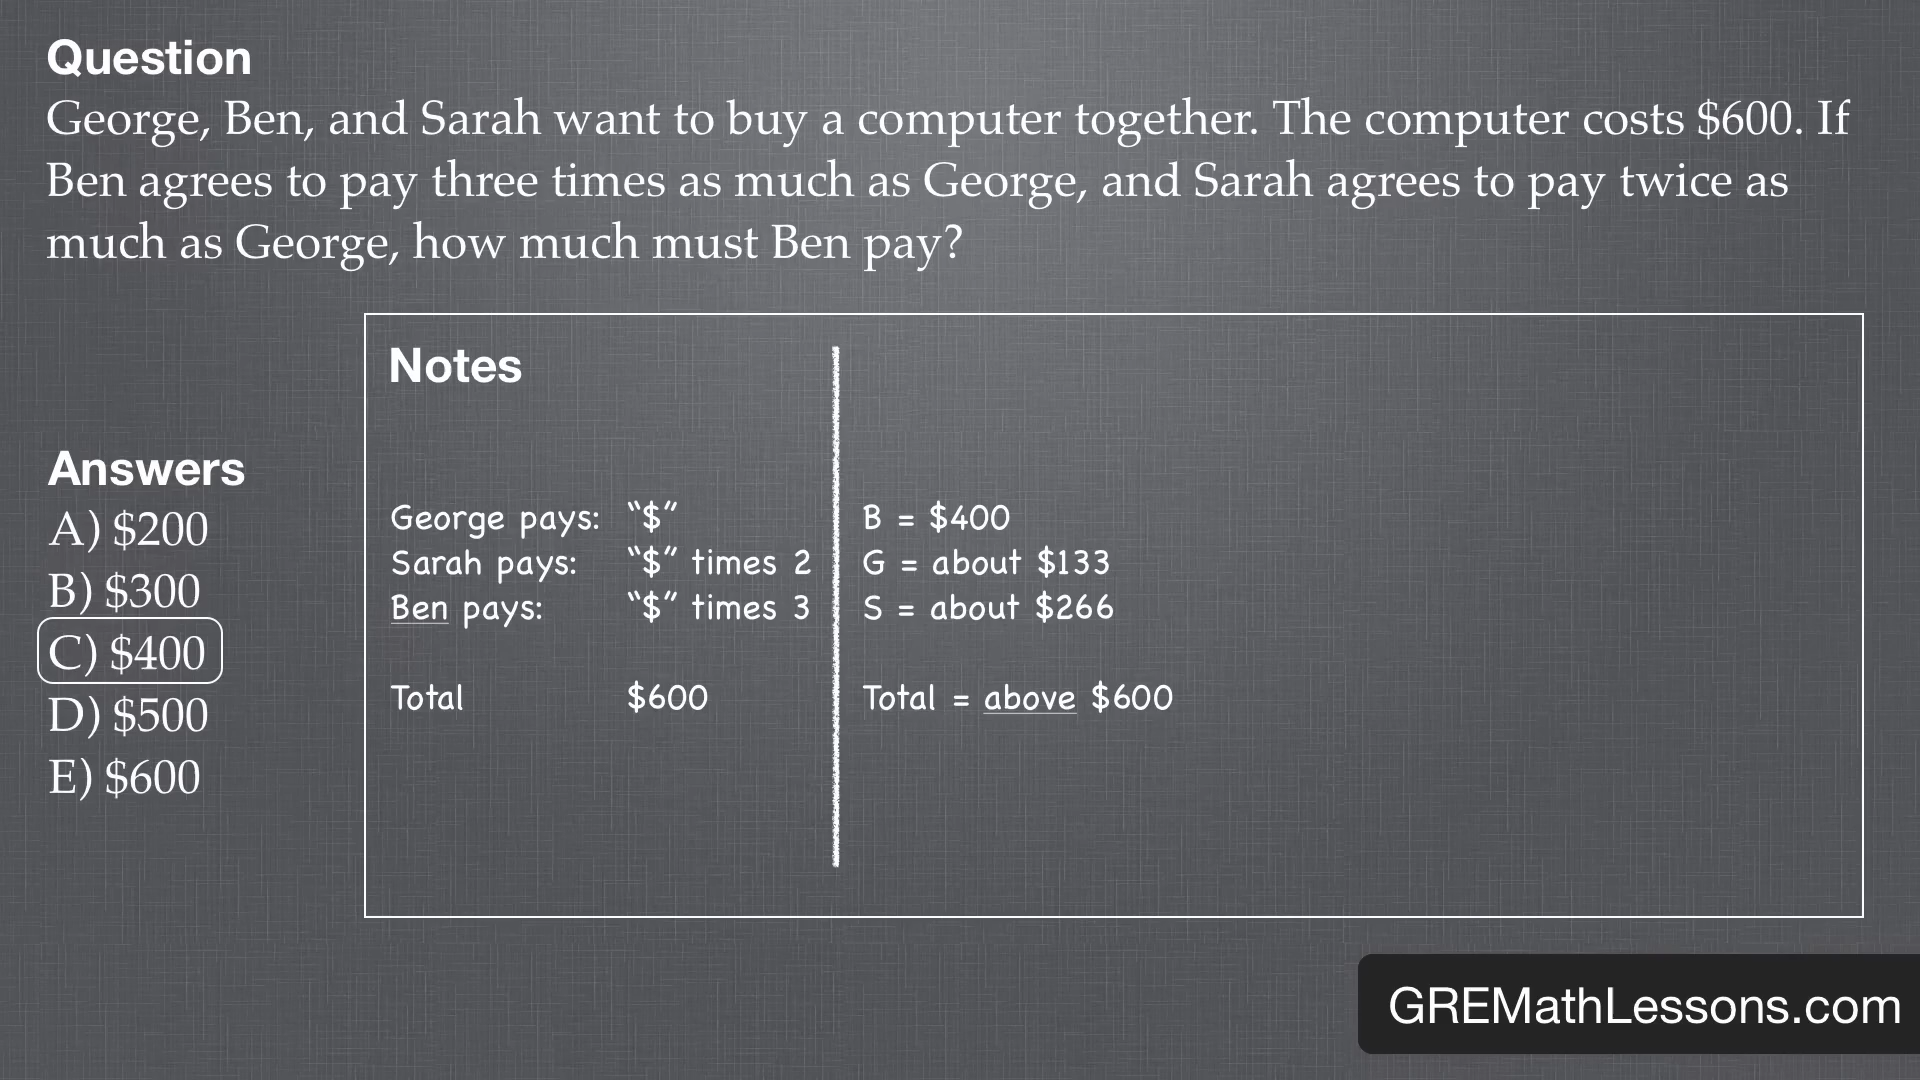 Question
George, Ben, and Sarah want to buy a computer together. The computer costs $600. If
Ben agrees to pay three times as much as George, and Sarah agrees to pay twice as
much as George, how much must Ben pay?
Answers
A) $200
B) $300
C) $400
D) $500
E) $600
Notes
George pays: “$”
Sarah pays: “$” times 2
Ben pays: “$” times 3
Total $600
B = $400
G = about $133
S = about $266
Total = above $600
GREMathLessons.com